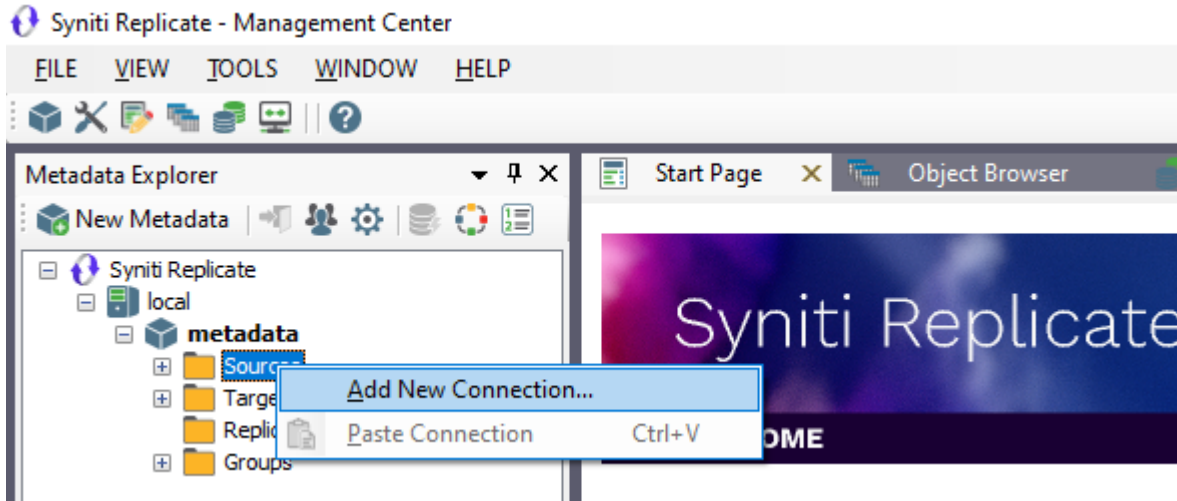 Syniti Replicate - Management Center
FILE VIEW TOOLS WINDOW HELP
Metadata Explorer
Start Page
Object Browser
New Metadata
Syniti Replicate
local
metadata
Sources
Add New Connection...
Paste Connection Ctrl+V
Groups
Syniti Replicate